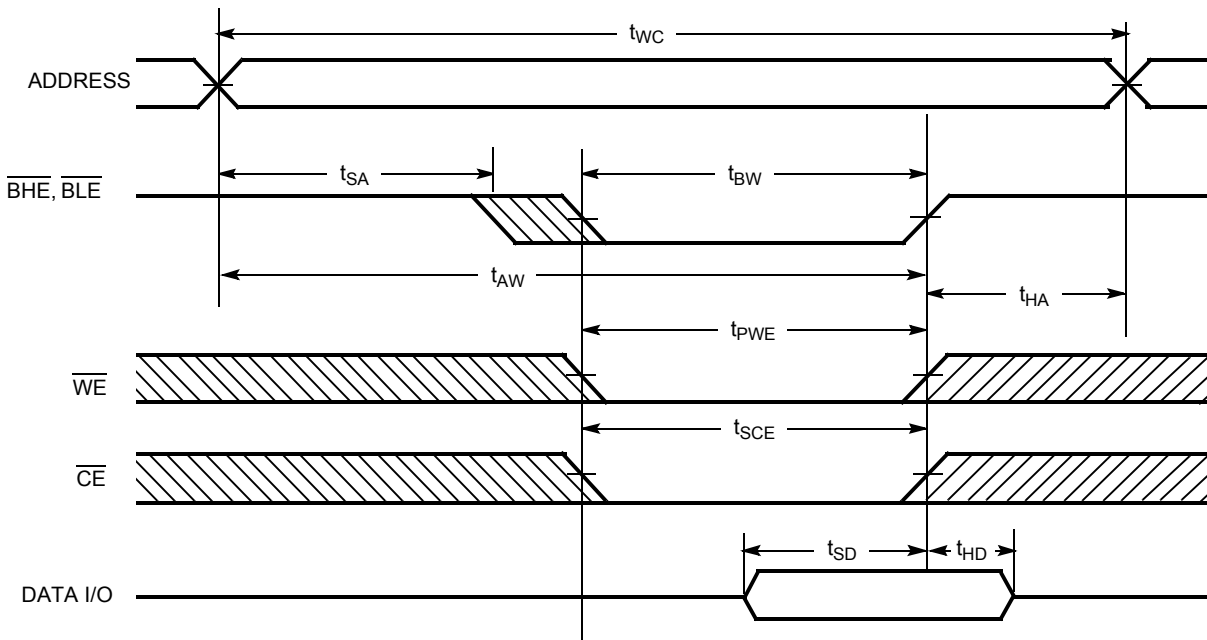 tWC
ADDRESS
tSA
tBW
BHE, BLE
tAW
tHA
tPWE
WE
tSCE
CE
tSD
tHD
DATA I/O